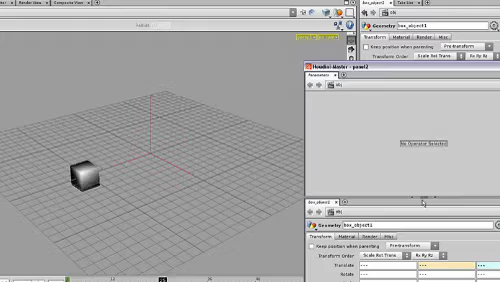 Render View
Composite View
box_object1
Take List
obj
Geometry
box_object1
Transform Material Render Misc
Keep position when parenting Pre-transform
Transform Order Scale Rot Trans Rx Ry Rz
Houdini Master - panel2
Parameters
obj
No Operator Selected
box_object1
obj
Geometry box_object1
Transform Material Render Misc
Keep position when parenting Pre-transform
Transform Order Scale Rot Trans Rx Ry Rz
Translate
Rotate